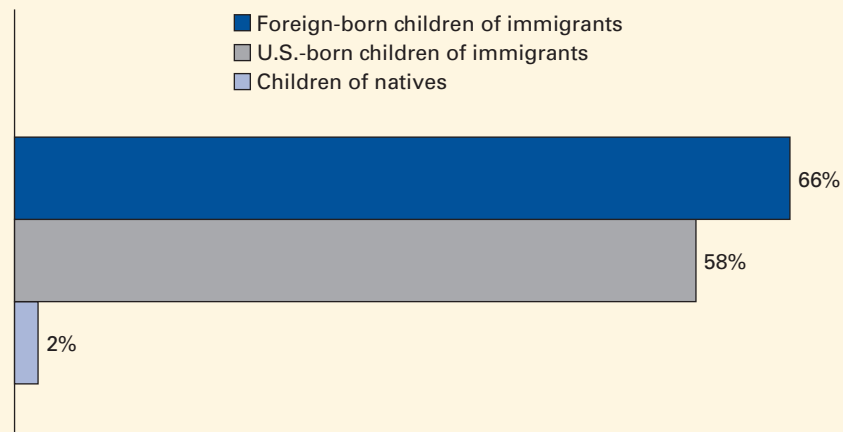 Foreign-born children of immigrants
U.S.-born children of immigrants
Children of natives
66%
58%
2%